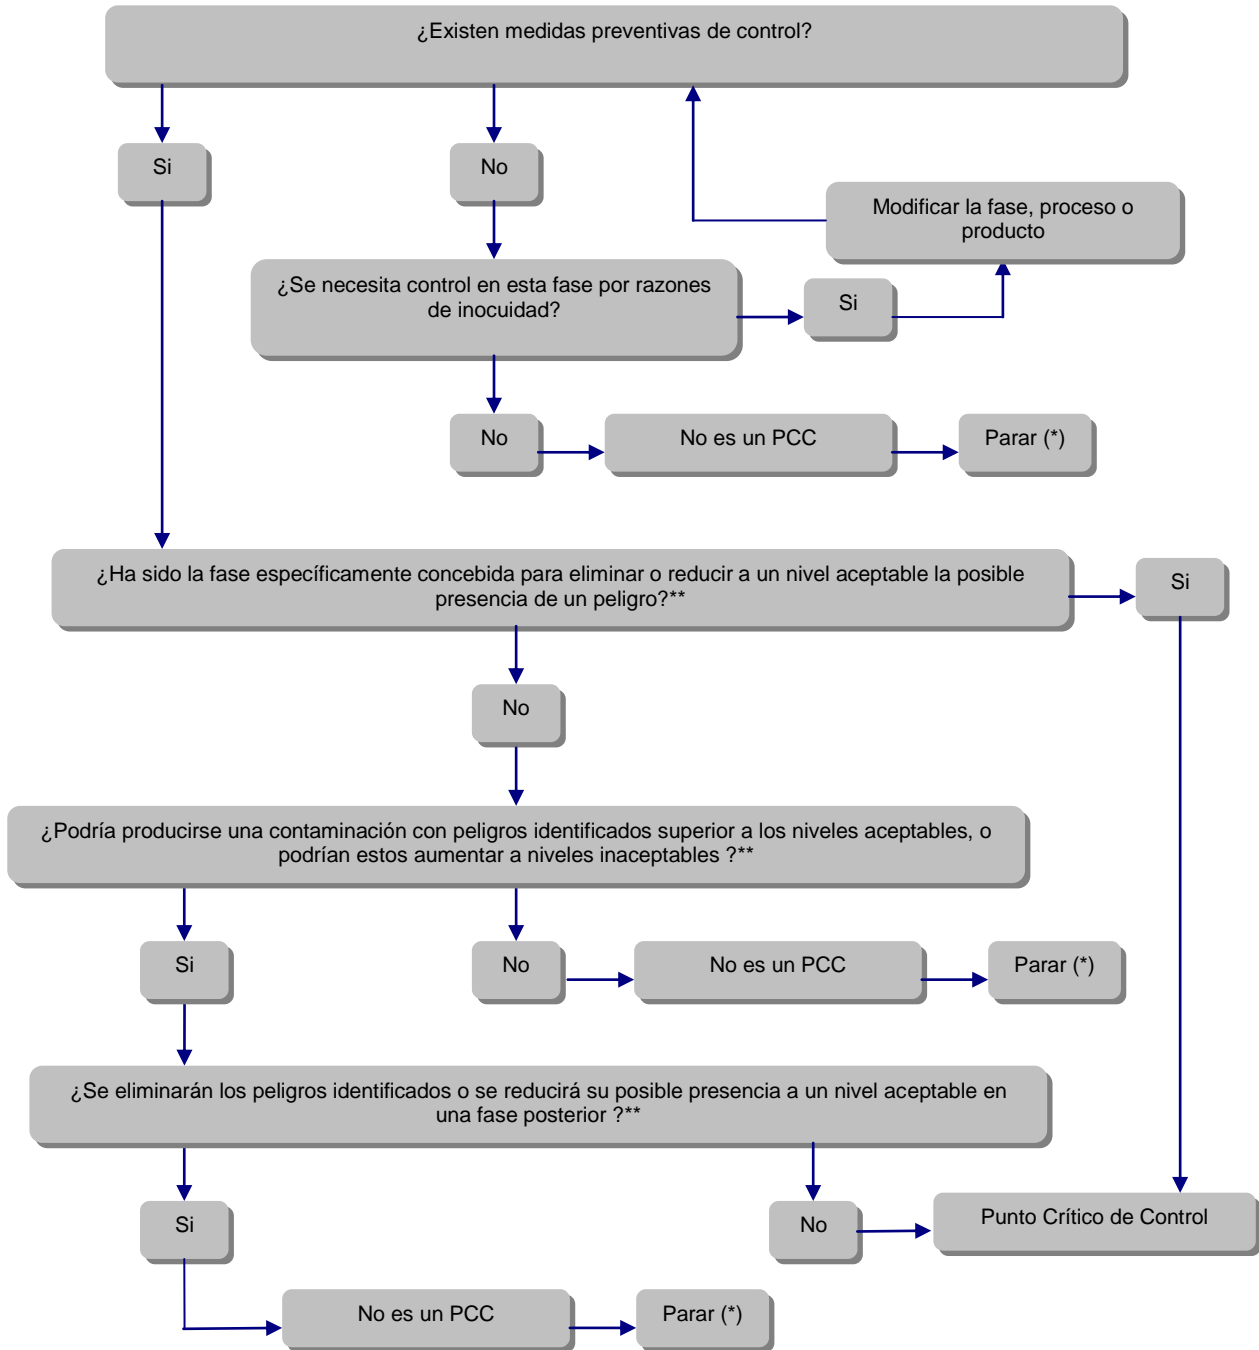 ¿Existen medidas preventivas de control?
Si
No
Modificar la fase, proceso o
producto
¿Se necesita control en esta fase por razones
de inocuidad?
Si
No
No es un PCC
Parar (*)
¿Ha sido la fase específicamente concebida para eliminar o reducir a un nivel aceptable la posible
presencia de un peligro?**
Si
No
¿Podría producirse una contaminación con peligros identificados superior a los niveles aceptables, o
podrían estos aumentar a niveles inaceptables ?**
Si
No
No es un PCC
Parar (*)
¿Se eliminarán los peligros identificados o se reducirá su posible presencia a un nivel aceptable en
una fase posterior ?**
Si
No
Punto Crítico de Control
No es un PCC
Parar (*)